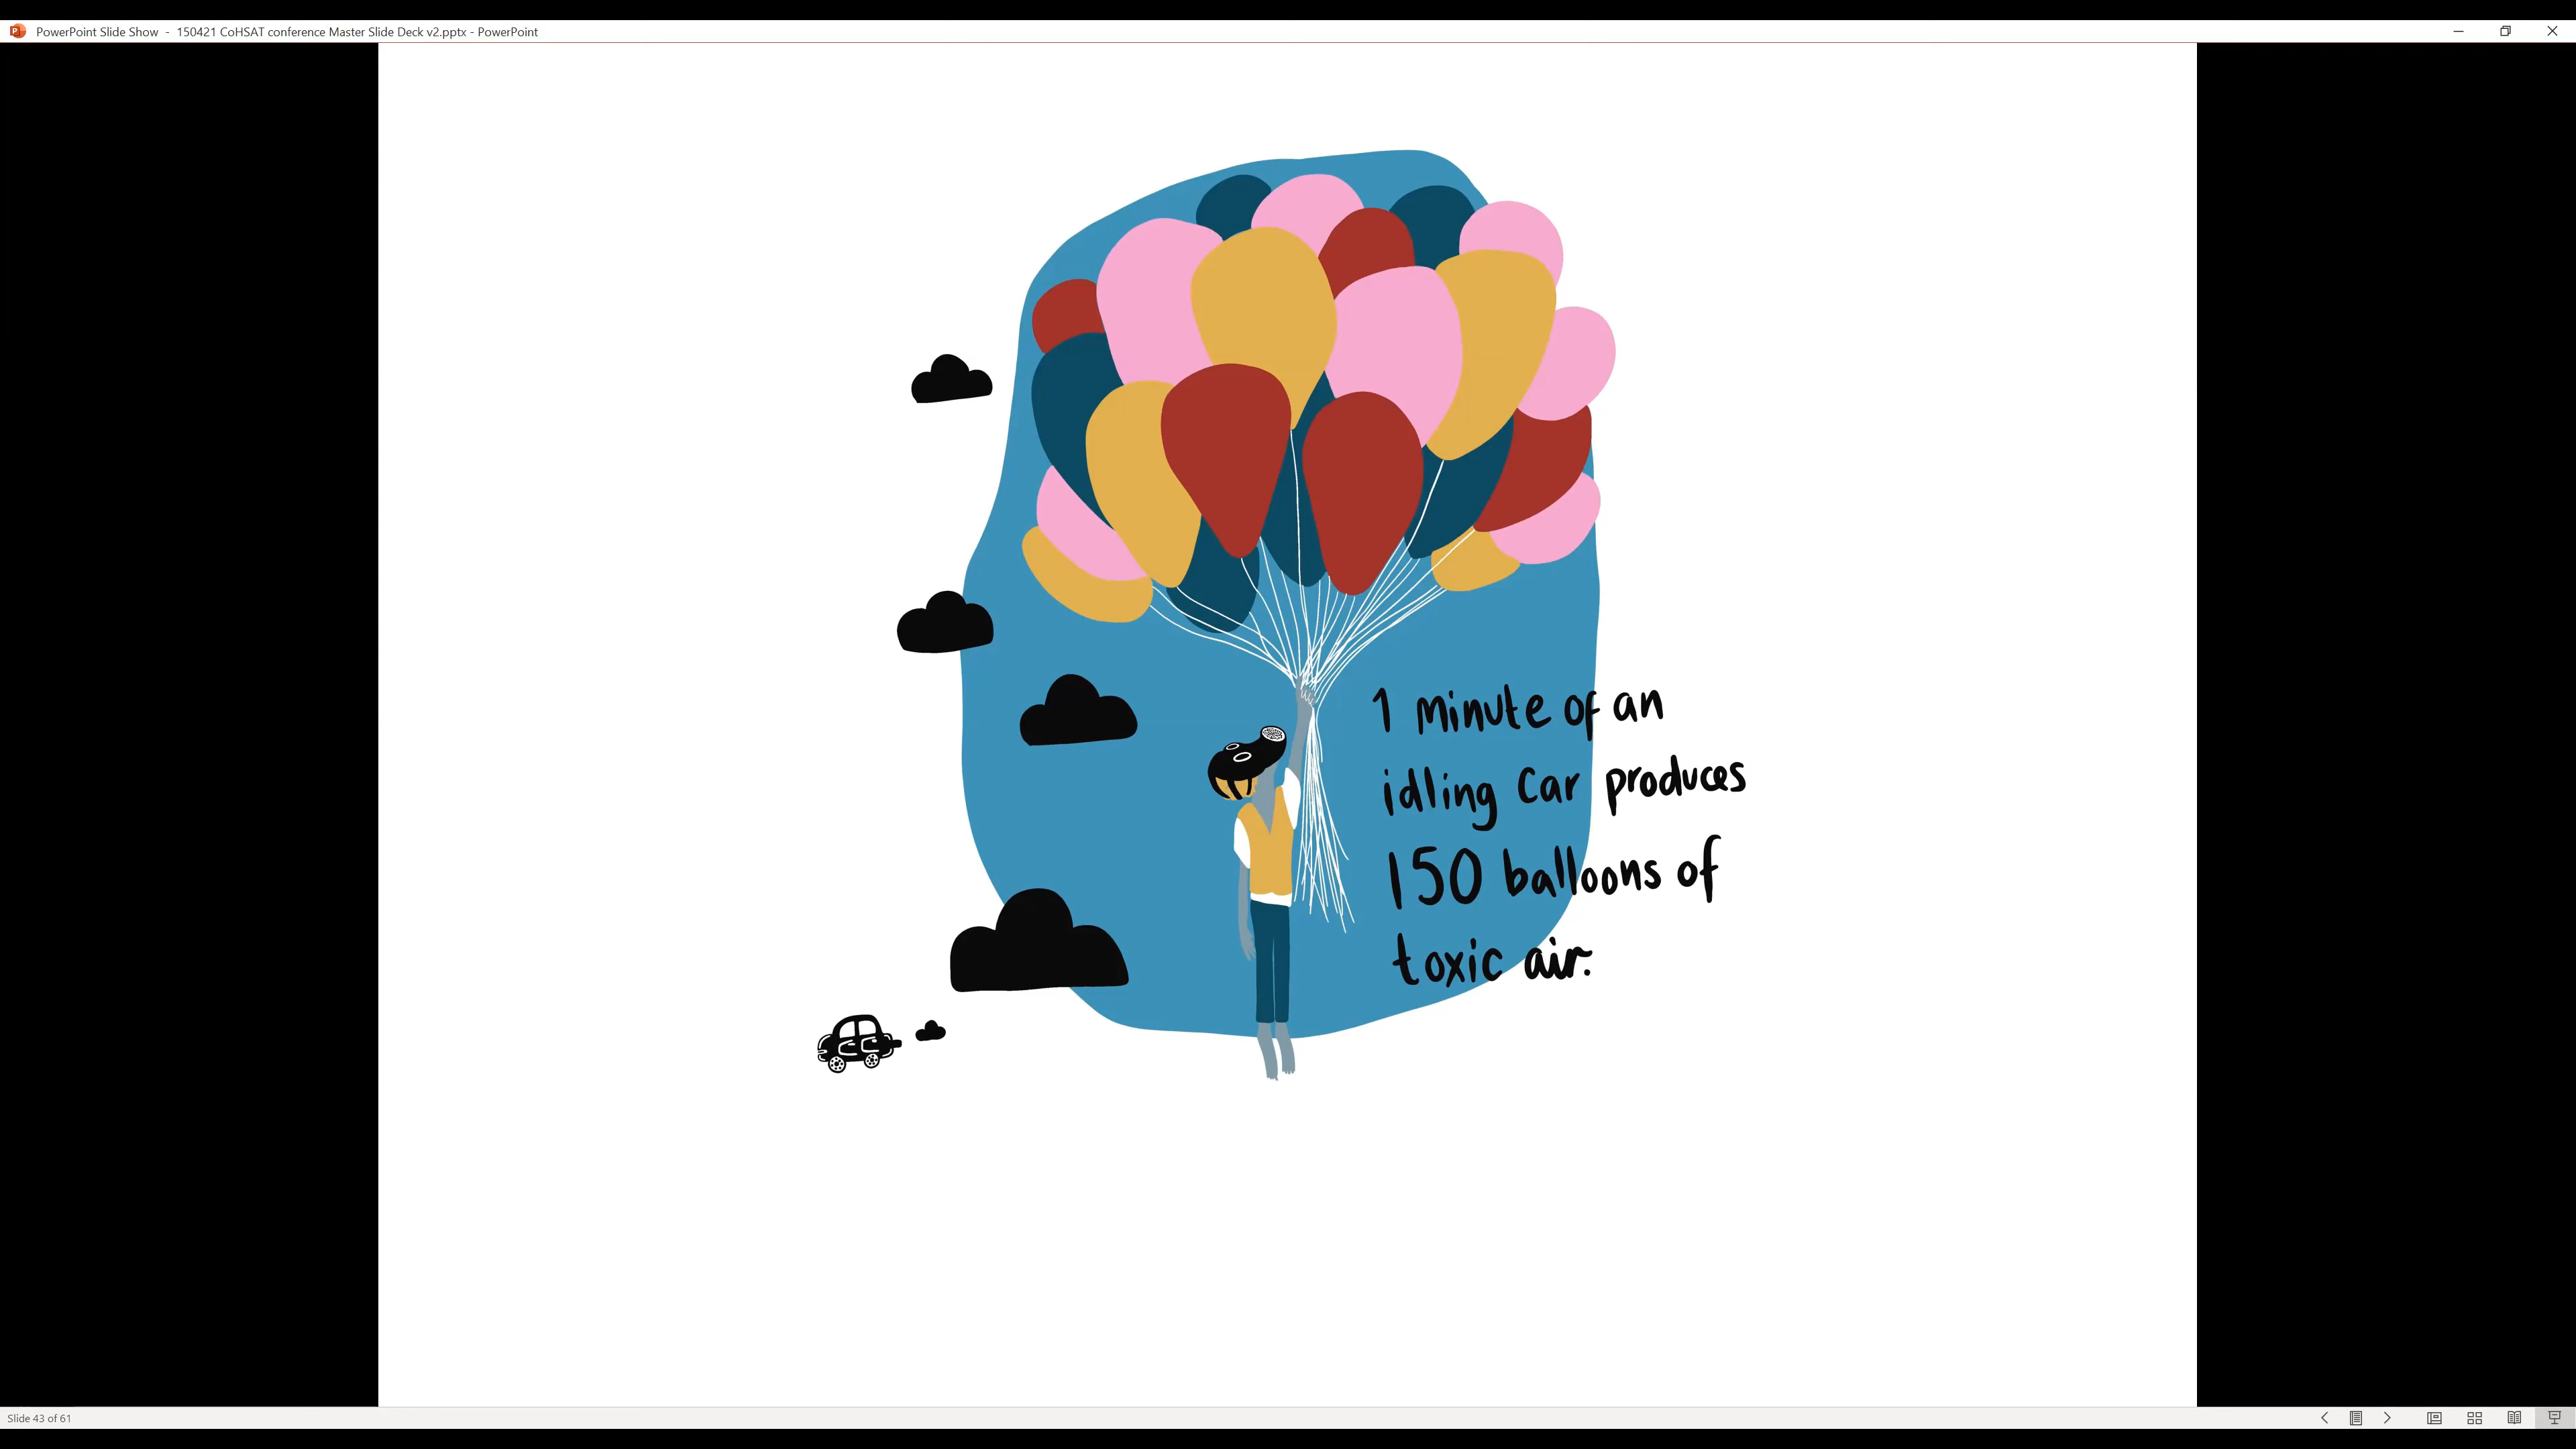 PowerPoint Slide Show - 150421 CoHSAT conference Master Slide Deck v2.pptx - PowerPoint
1 minute of an
idling car produces
150 balloons of
toxic air.
Slide 43 of 61